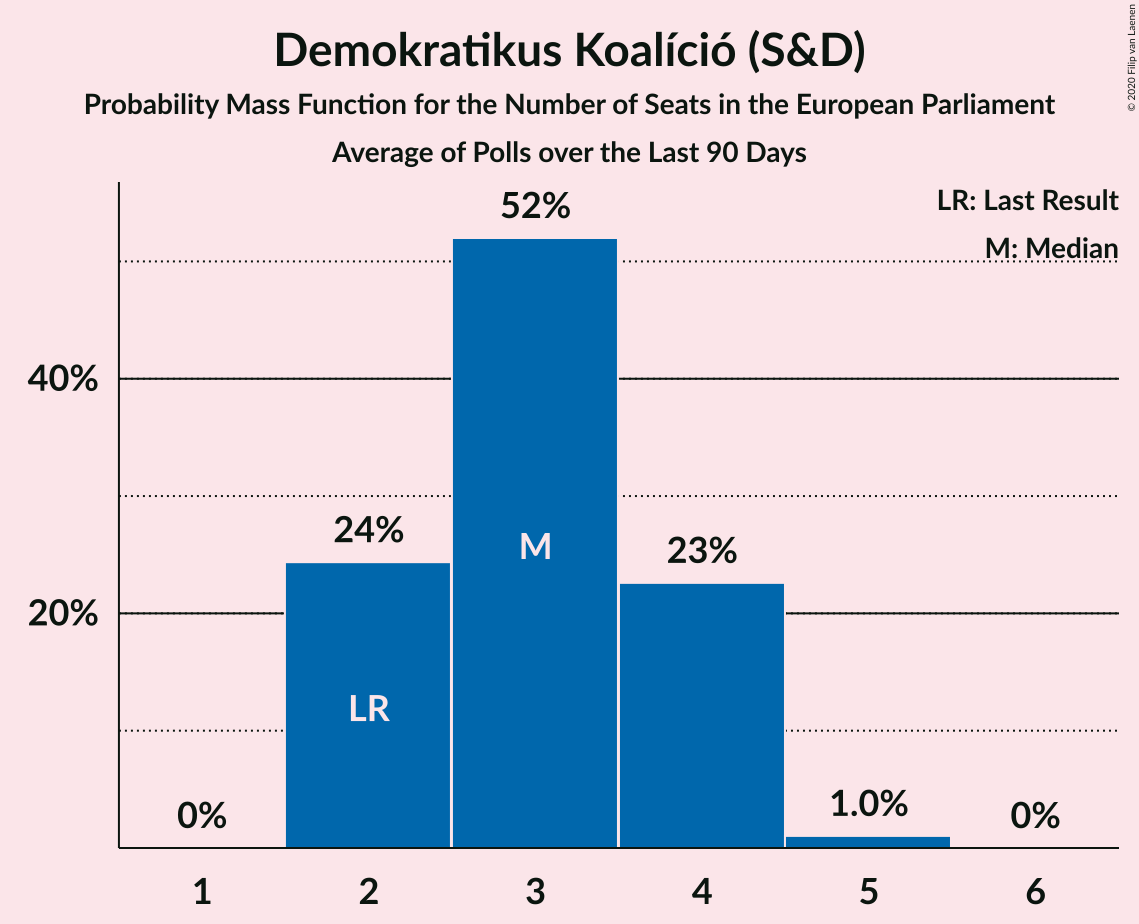 Demokratikus Koalíció (S&D)
Probability Mass Function for the Number of Seats in the European Parliament
Average of Polls over the Last 90 Days
© 2020 Filip van Laenen
LR: Last Result
M: Median
40%
20%
0%
24%
52%
23%
1.0%
0%
LR
M
1 2 3 4 5 6